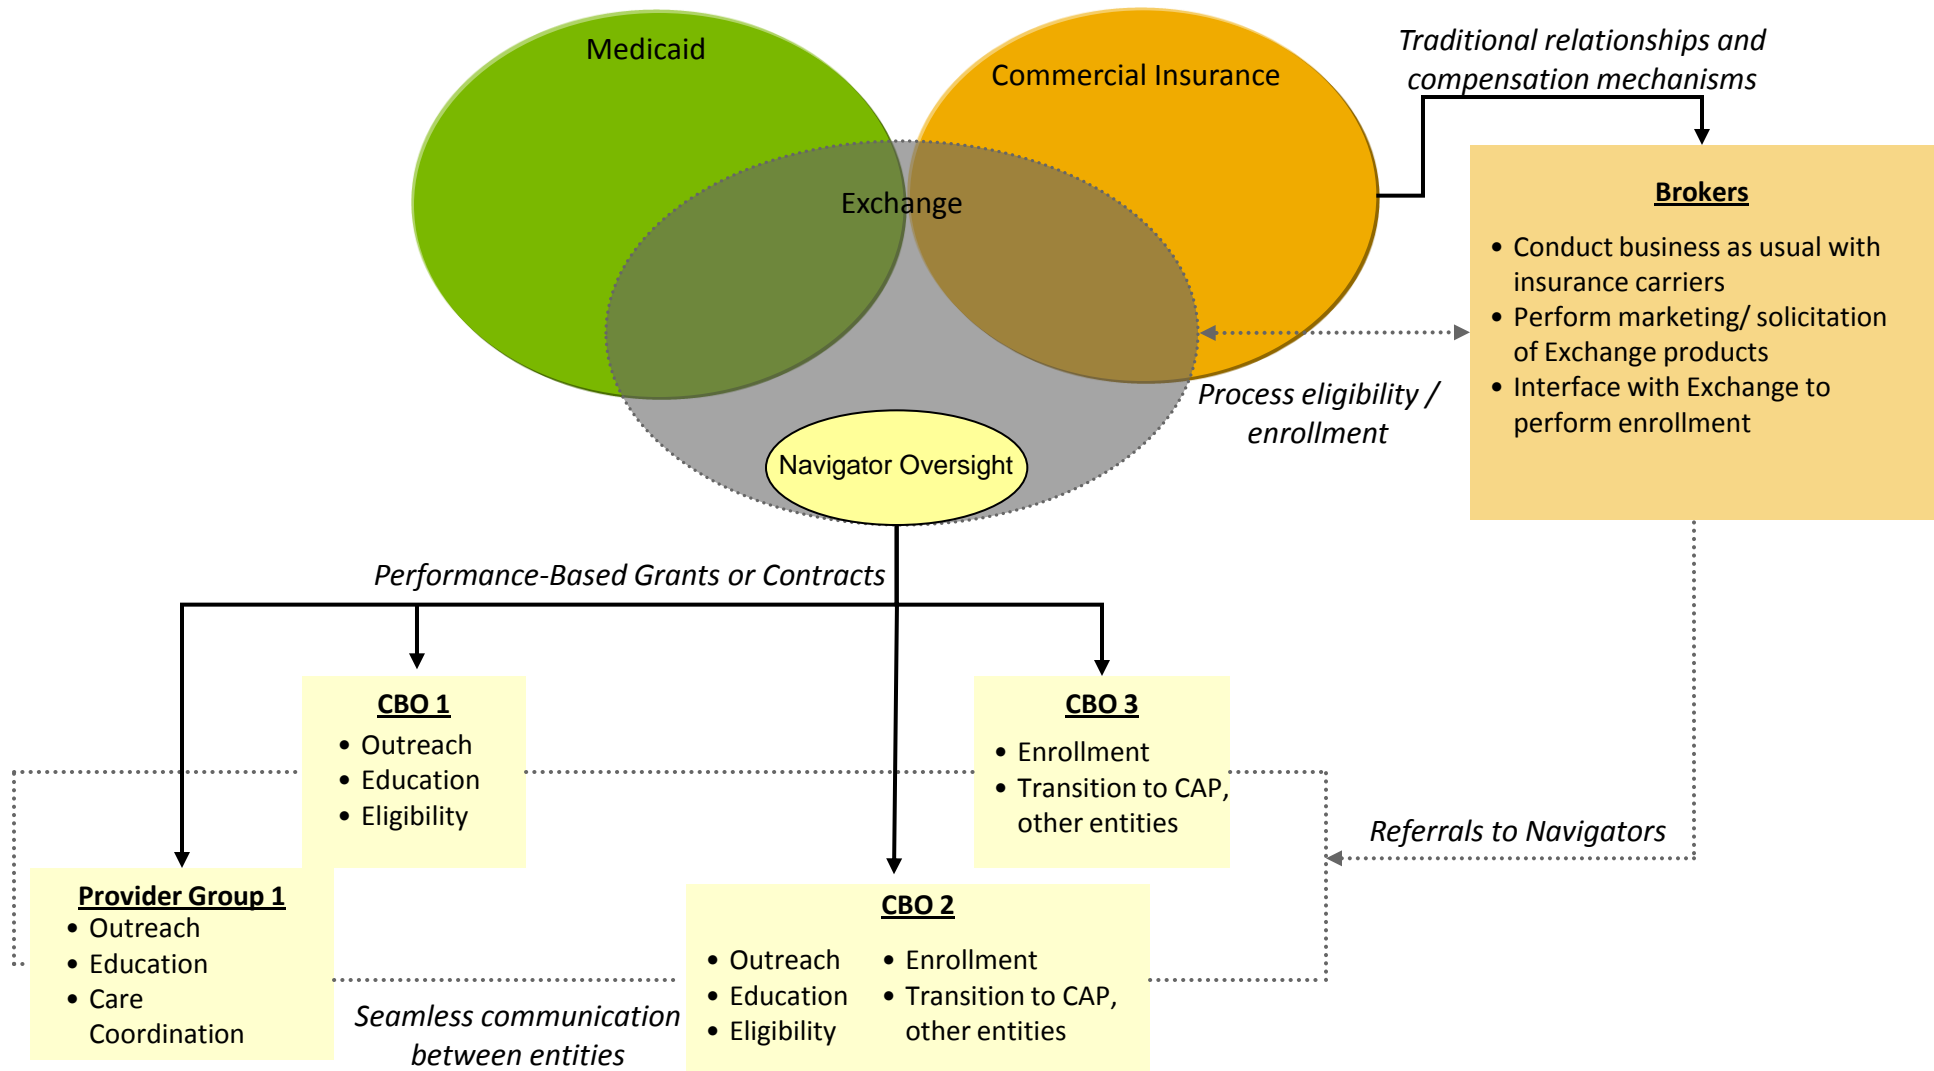 Medicaid
Commercial Insurance
Traditional relationships and
compensation mechanisms
Exchange
Brokers
• Conduct business as usual with
insurance carriers
• Perform marketing/ solicitation
of Exchange products
• Interface with Exchange to
perform enrollment
Process eligibility /
enrollment
Navigator Oversight
Performance-Based Grants or Contracts
CBO 1
• Outreach
• Education
• Eligibility
CBO 3
• Enrollment
• Transition to CAP,
other entities
Referrals to Navigators
Provider Group 1
• Outreach
• Education
• Care
Coordination
CBO 2
• Outreach
• Education
• Eligibility
• Enrollment
• Transition to CAP,
other entities
Seamless communication
between entities